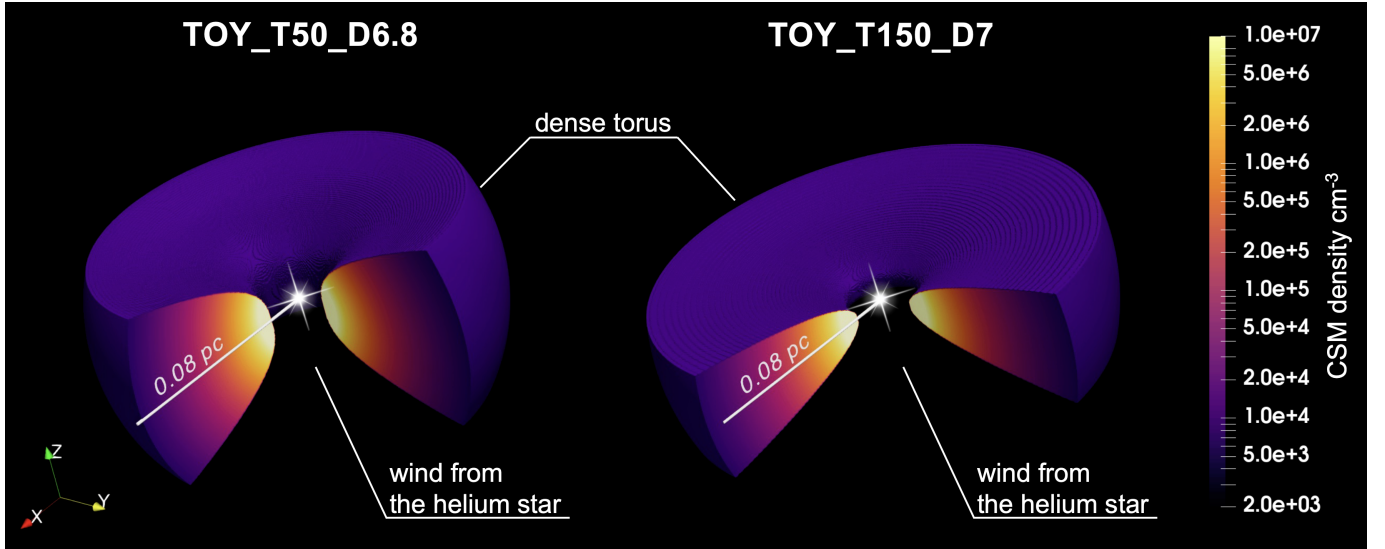 TOY_T50_D6.8
TOY_T150_D7
dense torus
0.08 pc
0.08 pc
wind from
the helium star
wind from
the helium star
Z
Y
X
1.0e+07
5.0e+6
2.0e+6
1.0e+6
5.0e+5
2.0e+5
1.0e+5
5.0e+4
2.0e+4
1.0e+4
5.0e+3
2.0e+03
CSM density cm⁻³